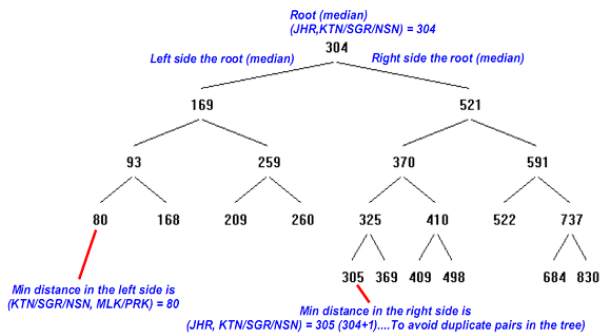 Root (median)
(JHR,KTN/SGR/NSN) = 304
304
Left side the root (median)
Right side the root (median)
169 521
93 259 370 591
80 168 209 260 325 410 522 737
305 369 409 498 684 830
Min distance in the left side is
(KTN/SGR/NSN, MLK/PRK) = 80
Min distance in the right side is
(JHR, KTN/SGR/NSN) = 305 (304+1)....To avoid duplicate pairs in the tree)